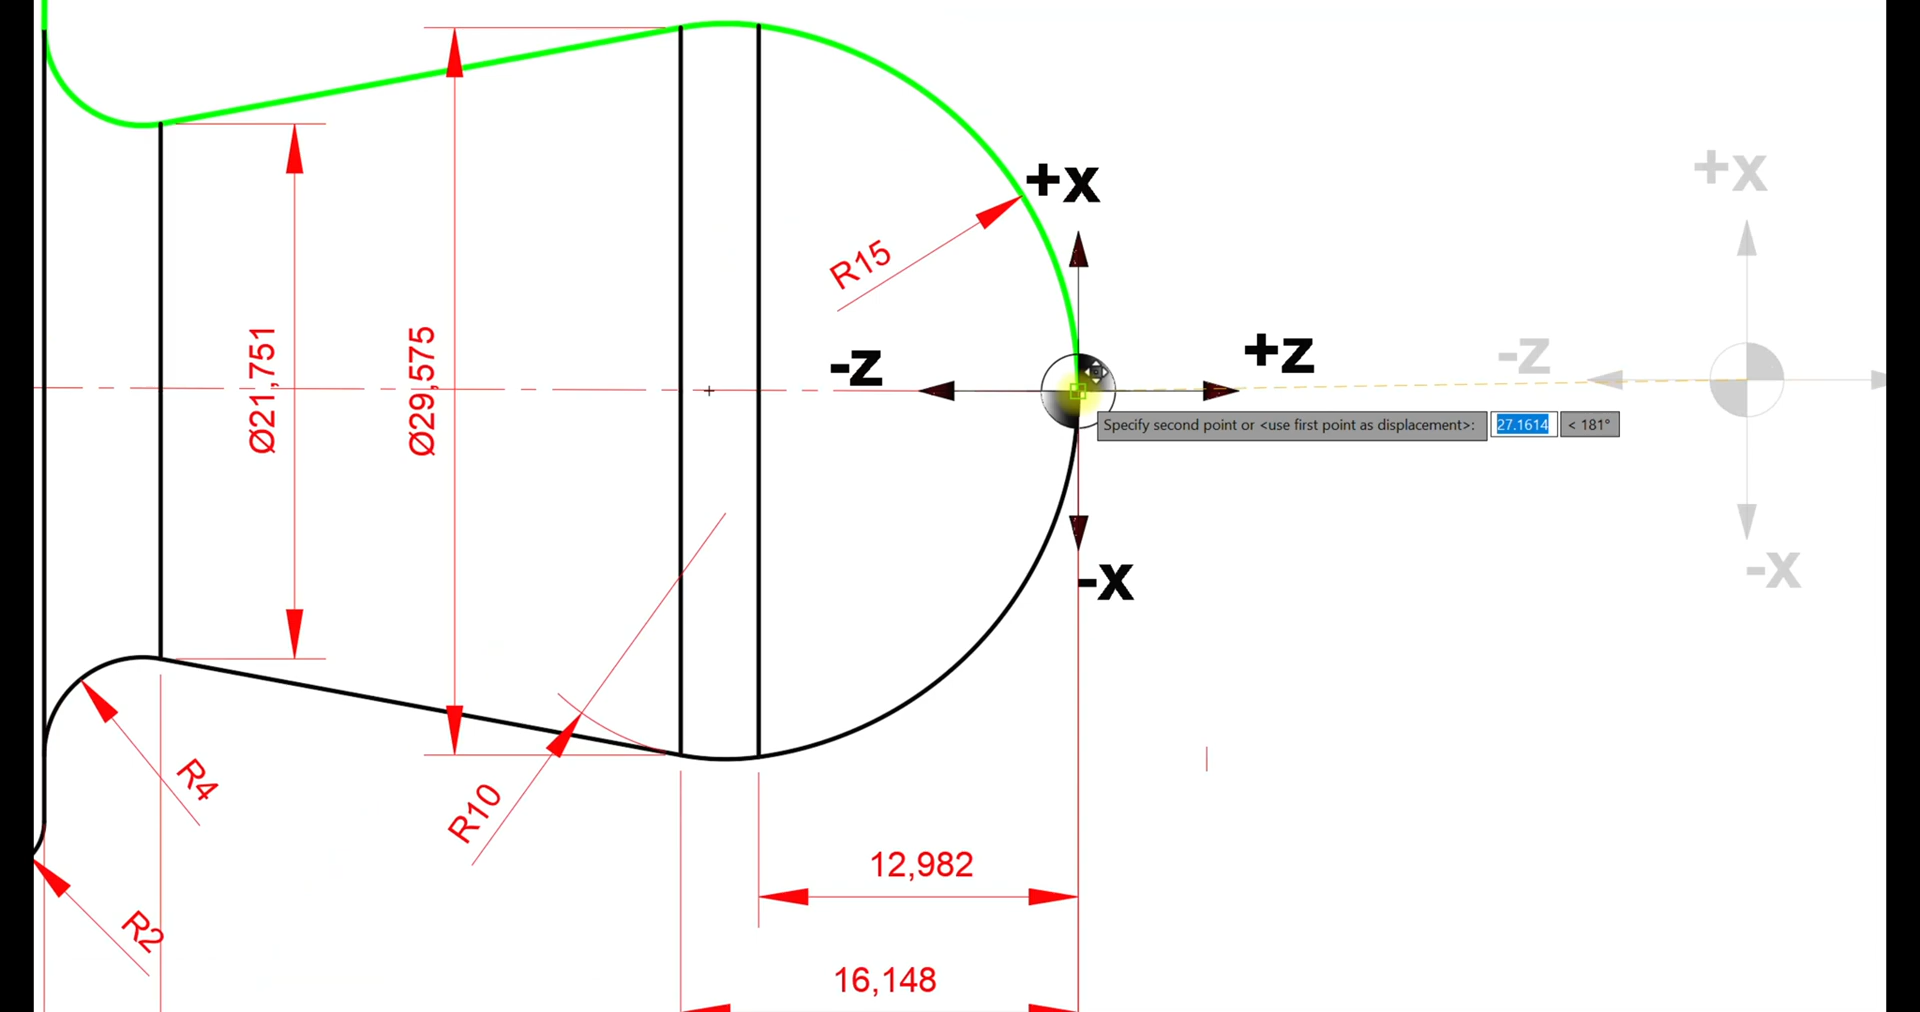 +X
+X
R15
-Z
+Z
-Z
Ø21,751
Ø29,575
Specify second point or <use first point as displacement>: 27.1614 < 181°
-X
-X
R4
R10
12,982
R2
16,148